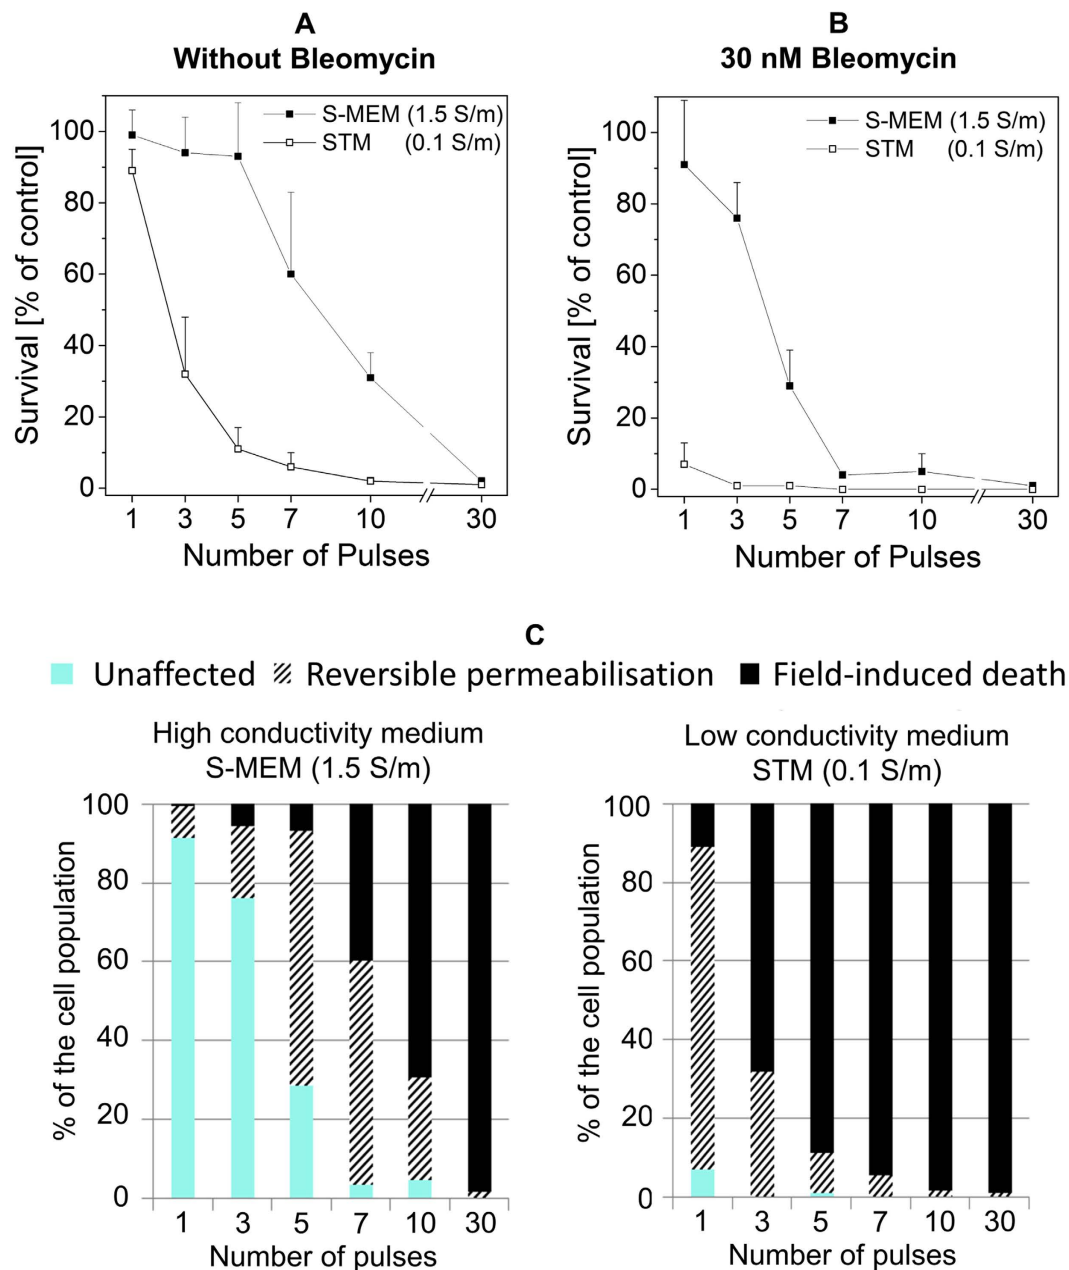 A
Without Bleomycin
S-MEM (1.5 S/m)
STM (0.1 S/m)
Survival [% of control]
100
80
60
40
20
0
1 3 5 7 10 30
Number of Pulses
B
30 nM Bleomycin
S-MEM (1.5 S/m)
STM (0.1 S/m)
Survival [% of control]
100
80
60
40
20
0
1 3 5 7 10 30
Number of Pulses
C
Unaffected Reversible permeabilisation Field-induced death
High conductivity medium
S-MEM (1.5 S/m)
% of the cell population
100
80
60
40
20
0
1 3 5 7 10 30
Number of pulses
Low conductivity medium
STM (0.1 S/m)
% of the cell population
100
80
60
40
20
0
1 3 5 7 10 30
Number of pulses